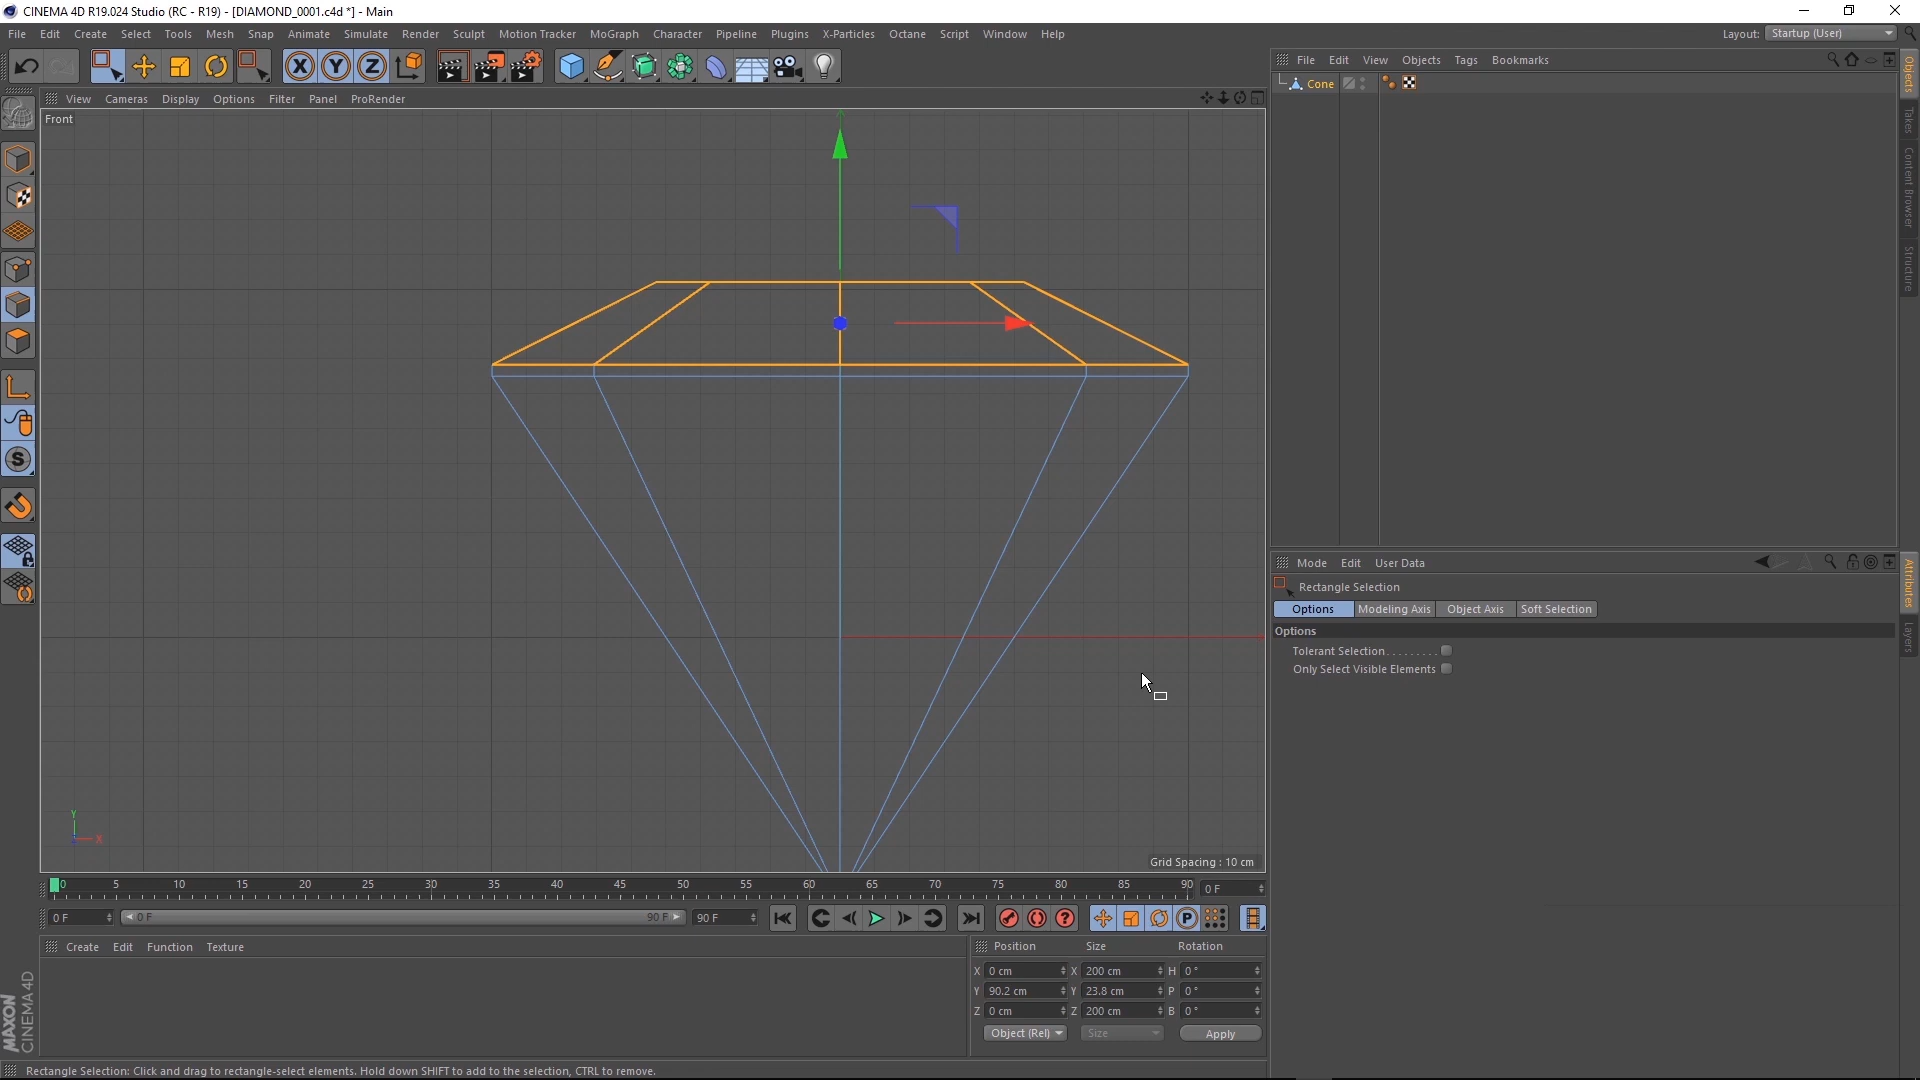 CINEMA 4D R19.024 Studio (RC - R19) - [DIAMOND_0001.c4d *] - Main
File Edit Create Select Tools Mesh Snap Animate Simulate Render Sculpt Motion Tracker MoGraph Character Pipeline Plugins X-Particles Octane Script Window Help
Layout: Startup (User)
X Y Z
File Edit View Objects Tags Bookmarks
Cone
Objects
Takes
Content Browser
Structure
View Cameras Display Options Filter Panel ProRender
Front
S
Y
X
Grid Spacing : 10 cm
Mode Edit User Data
Rectangle Selection
Options Modeling Axis Object Axis Soft Selection
Options
Tolerant Selection . . . . . . . . .
Only Select Visible Elements
Attributes
Layers
0 5 10 15 20 25 30 35 40 45 50 55 60 65 70 75 80 85 90 0 F
0 F 0 F 90 F 90 F ? P
Create Edit Function Texture
Position Size Rotation
X 0 cm X 200 cm H 0 °
Y 90.2 cm Y 23.8 cm P 0 °
Z 0 cm Z 200 cm B 0 °
Object (Rel) Size Apply
MAXON
CINEMA 4D
Rectangle Selection: Click and drag to rectangle-select elements. Hold down SHIFT to add to the selection, CTRL to remove.